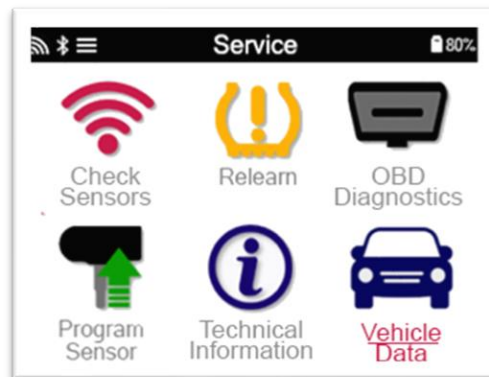 Service
80%
Check
Sensors
Relearn
OBD
Diagnostics
Program
Sensor
Technical
Information
Vehicle
Data